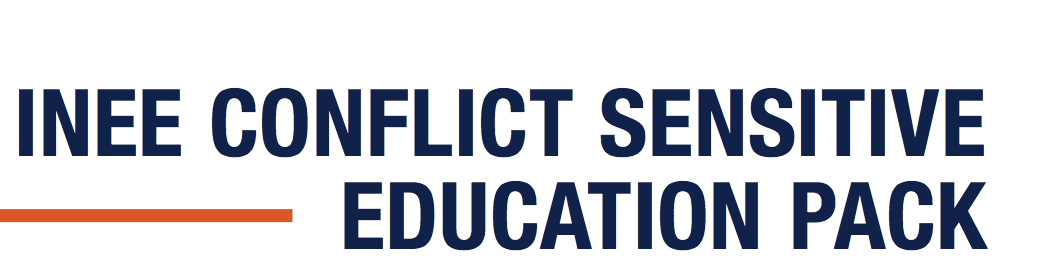 INEE CONFLICT SENSITIVE
EDUCATION PACK